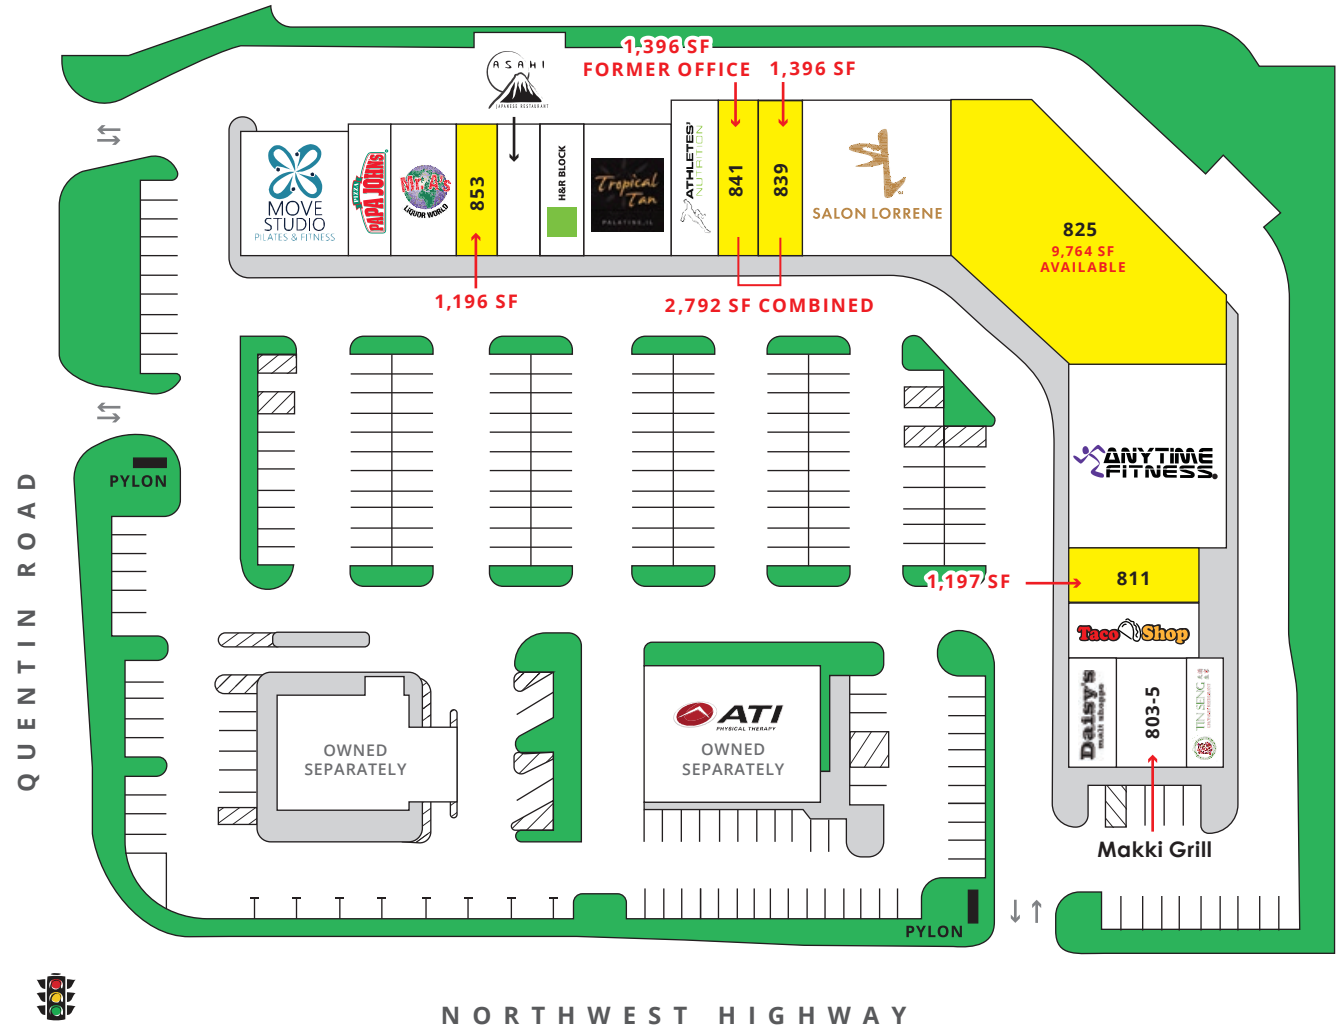 1,396 SF
FORMER OFFICE
1,396 SF
ASAHI
JAPANESE RESTAURANT
MOVE
STUDIO
PILATES & FITNESS
PIZZA
PAPA JOHNS
Mr. A's
LIQUOR WORLD
853
H&R BLOCK
Tropical
Tan
PALATINE, IL
ATHLETES'
NUTRITION
841
839
SALON LORRENE
825
9,764 SF
AVAILABLE
1,196 SF
2,792 SF COMBINED
ANYTIME
FITNESS
PYLON
QUENTIN ROAD
1,197 SF
811
Taco Shop
Daisy's
malt shoppe
803-5
TIN SENG
ATI
PHYSICAL THERAPY
OWNED
SEPARATELY
OWNED
SEPARATELY
Makki Grill
PYLON
NORTHWEST HIGHWAY